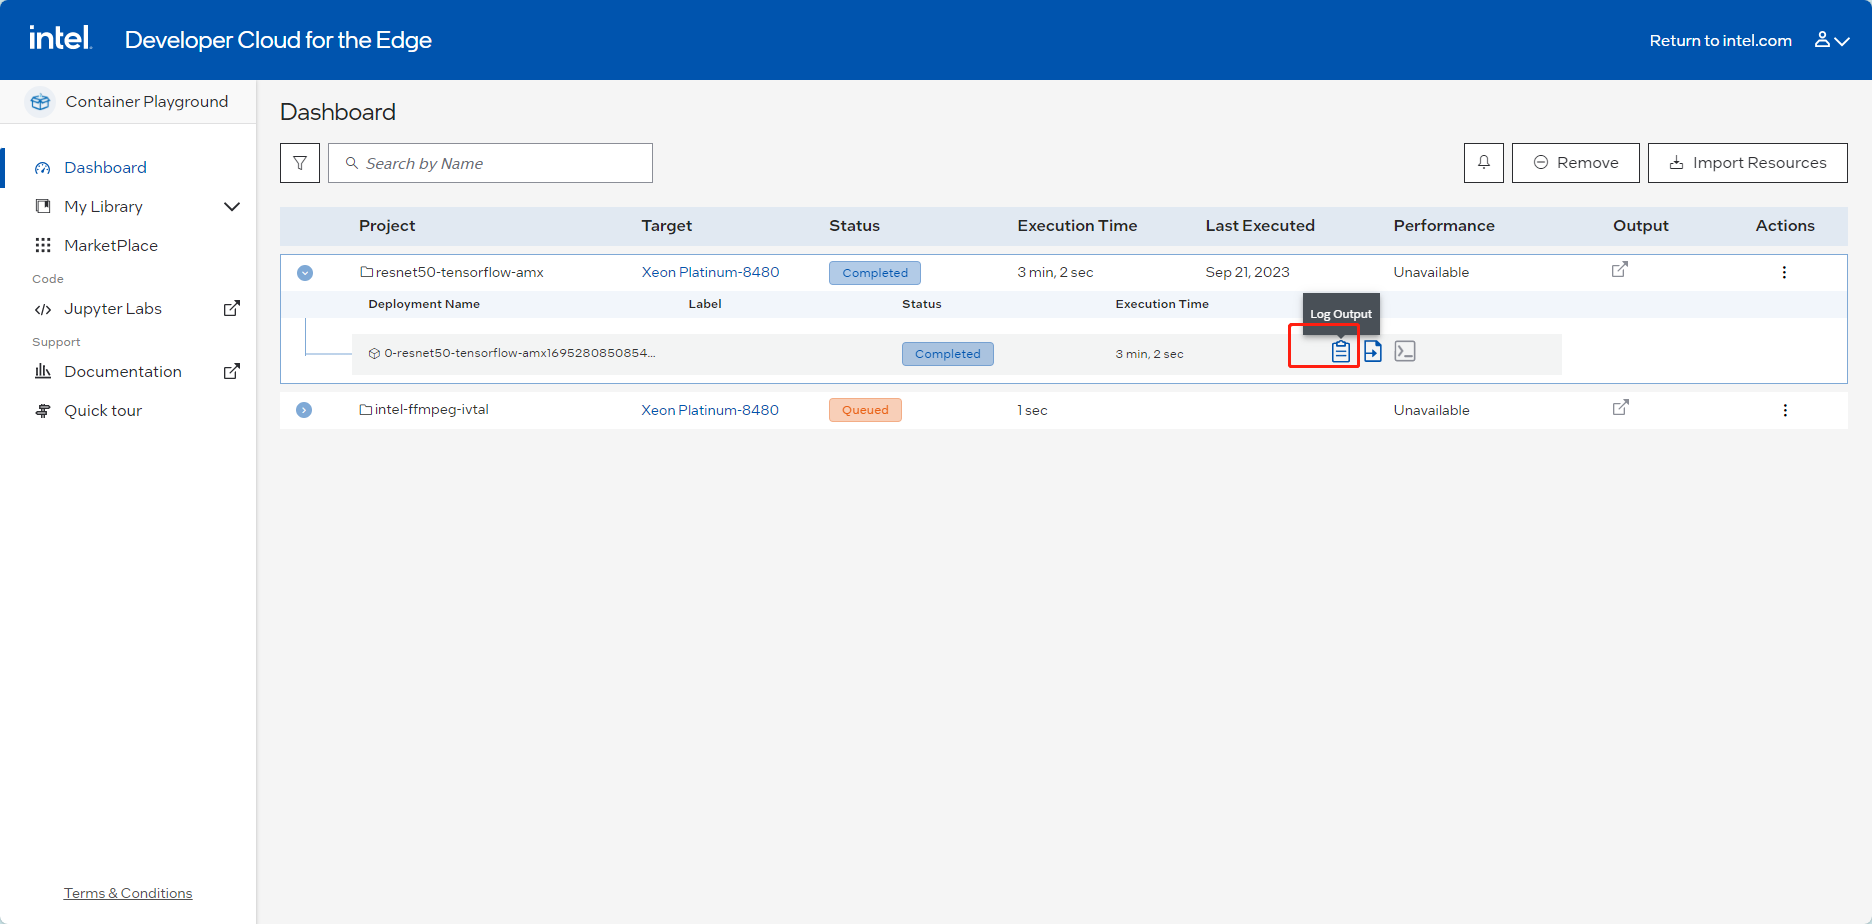 intel. Developer Cloud for the Edge Return to intel.com
Container Playground
Dashboard
My Library
MarketPlace
Code
Jupyter Labs
Support
Documentation
Quick tour
Terms & Conditions
Dashboard
Search by Name Remove Import Resources
Project Target Status Execution Time Last Executed Performance Output Actions
resnet50-tensorflow-amx Xeon Platinum-8480 Completed 3 min, 2 sec Sep 21, 2023 Unavailable
Deployment Name Label Status Execution Time
Log Output
0-resnet50-tensorflow-amx1695280850854... Completed 3 min, 2 sec
intel-ffmpeg-ivtal Xeon Platinum-8480 Queued 1 sec Unavailable